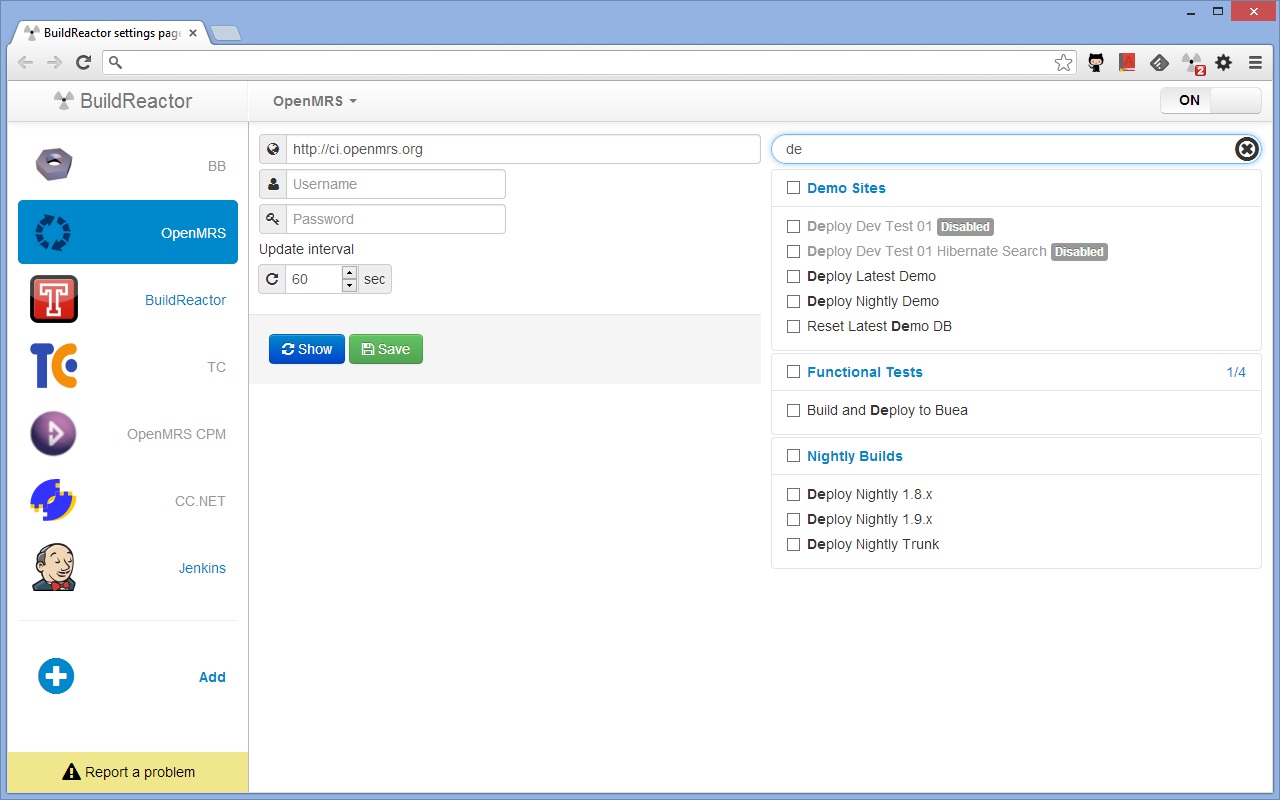 BuildReactor settings pag
2
BuildReactor
OpenMRS
ON
BB
OpenMRS
BuildReactor
TC
OpenMRS CPM
CC.NET
Jenkins
Add
Report a problem
http://ci.openmrs.org
Username
Password
Update interval
60 sec
Show Save
de
Demo Sites
Deploy Dev Test 01 Disabled
Deploy Dev Test 01 Hibernate Search Disabled
Deploy Latest Demo
Deploy Nightly Demo
Reset Latest Demo DB
Functional Tests 1/4
Build and Deploy to Buea
Nightly Builds
Deploy Nightly 1.8.x
Deploy Nightly 1.9.x
Deploy Nightly Trunk